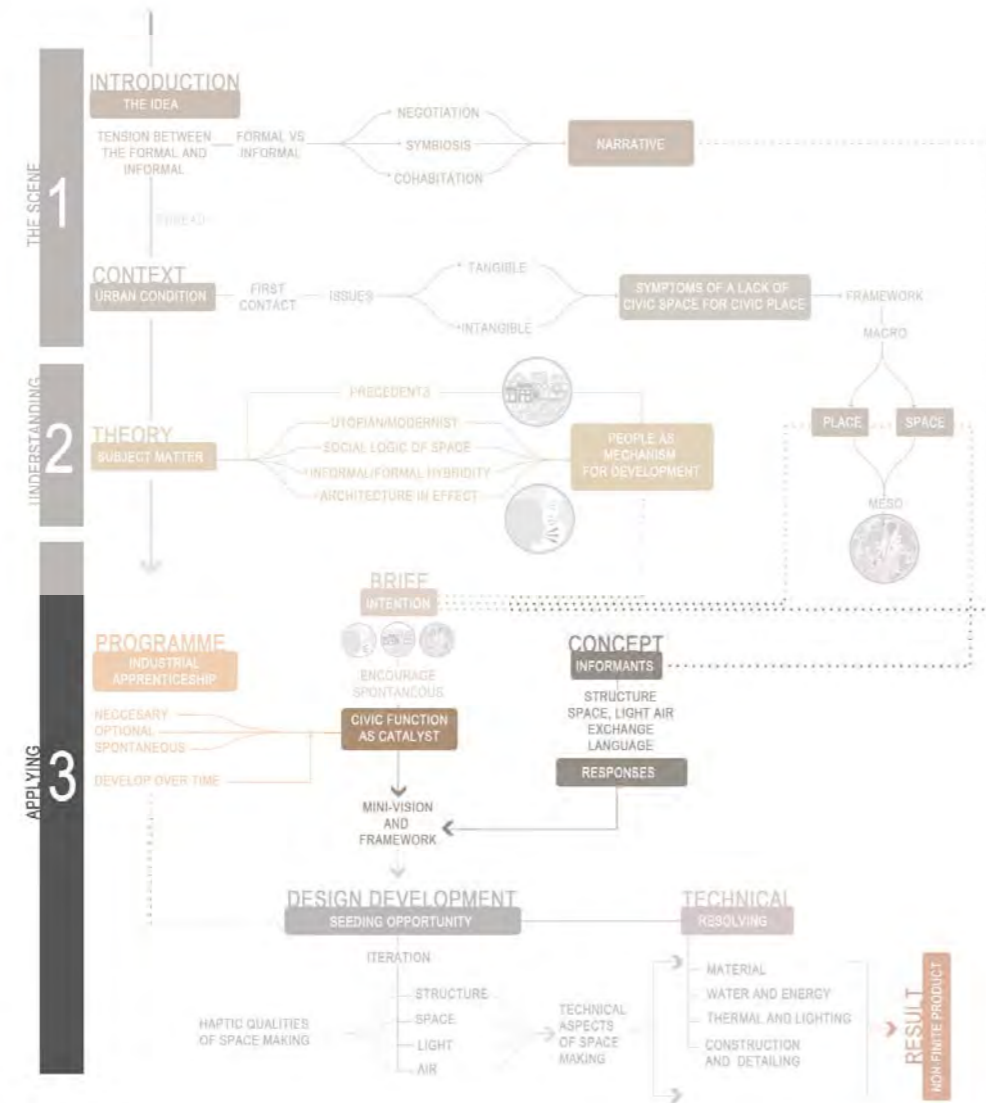 THE SCENE
1
INTRODUCTION
THE IDEA
TENSION BETWEEN
THE FORMAL AND
INFORMAL
FORMAL VS
INFORMAL
NEGOTIATION
SYMBIOSIS
COHABITATION
NARRATIVE
THREAD
CONTEXT
URBAN CONDITION
FIRST
CONTACT
ISSUES
TANGIBLE
INTANGIBLE
SYMPTOMS OF A LACK OF
CIVIC SPACE FOR CIVIC PLACE
FRAMEWORK
MACRO
PLACE
SPACE
MESO
UNDERSTANDING
2
THEORY
SUBJECT MATTER
PRECEDENTS
UTOPIAN/MODERNIST
SOCIAL LOGIC OF SPACE
INFORMAL/FORMAL HYBRIDITY
ARCHITECTURE IN EFFECT
PEOPLE AS
MECHANISM
FOR DEVELOPMENT
APPLYING
3
BRIEF
INTENTION
ENCOURAGE
SPONTANEOUS
PROGRAMME
INDUSTRIAL
APPRENTICESHIP
NECCESARY
OPTIONAL
SPONTANEOUS
DEVELOP OVER TIME
CIVIC FUNCTION
AS CATALYST
MINI-VISION
AND
FRAMEWORK
CONCEPT
INFORMANTS
STRUCTURE
SPACE, LIGHT AIR
EXCHANGE
LANGUAGE
RESPONSES
DESIGN DEVELOPMENT
SEEDING OPPORTUNITY
ITERATION
STRUCTURE
SPACE
LIGHT
AIR
HAPTIC QUALITIES
OF SPACE MAKING
TECHNICAL
ASPECTS
OF SPACE
MAKING
TECHNICAL
RESOLVING
MATERIAL
WATER AND ENERGY
THERMAL AND LIGHTING
CONSTRUCTION
AND DETAILING
RESULT
NON FINITE PRODUCT